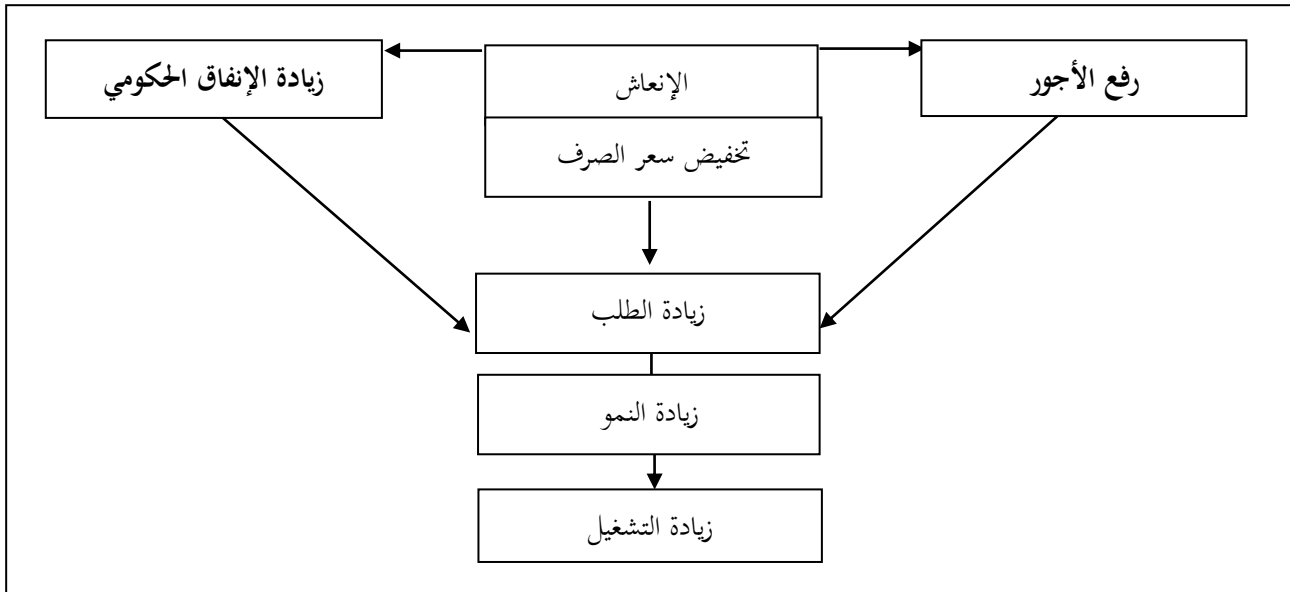 رفع الأجور
الإنعاش
زيادة الإنفاق الحكومي
تخفيض سعر الصرف
زيادة الطلب
زيادة النمو
زيادة التشغيل